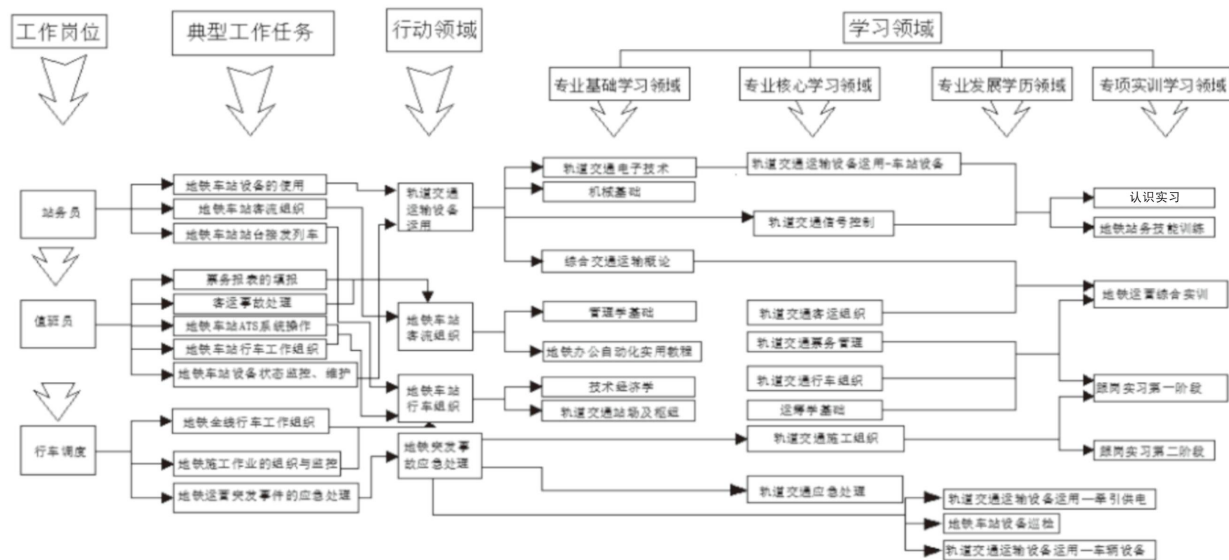 工作岗位
典型工作任务
行动领域
学习领域
专业基础学习领域
专业核心学习领域
专业发展学历领域
专项实训学习领域
站务员
地铁车站设备的使用
地铁车站客流组织
地铁车站站台接发列车
轨道交通
运输设备
运用
轨道交通电子技术
机械基础
轨道交通运输设备运用-车站设备
轨道交通信号控制
综合交通运输概论
认识实习
地铁站务技能训练
值班员
票务报表的填报
客运事故处理
地铁车站ATS系统操作
地铁车站行车工作组织
地铁车站设备状态监控、维护
地铁车站
客流组织
管理学基础
地铁办公自动化实用教程
轨道交通客运组织
轨道交通票务管理
地铁运营综合实训
地铁车站
行车组织
技术经济学
轨道交通站场及枢纽
轨道交通行车组织
运筹学基础
跟岗实习第一阶段
行车调度
地铁全线行车工作组织
地铁施工作业的组织与监控
地铁运营突发事件的应急处理
地铁突发事
故应急处理
轨道交通施工组织
轨道交通应急处理
跟岗实习第二阶段
轨道交通运输设备运用—牵引供电
地铁车站设备巡检
轨道交通运输设备运用—车辆设备